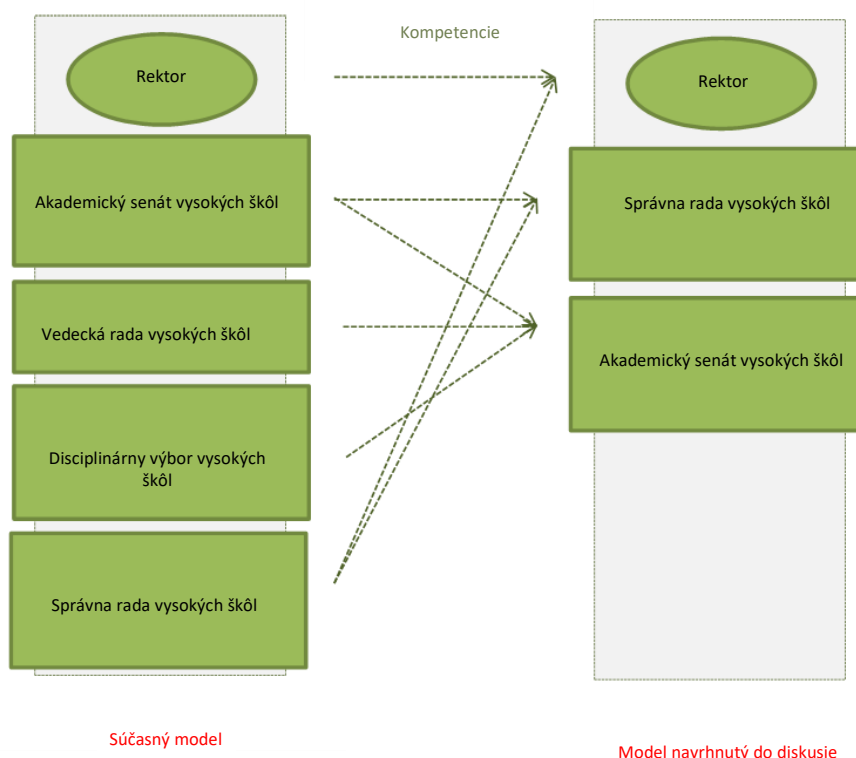 Kompetencie
Rektor
Akademický senát vysokých škôl
Vedecká rada vysokých škôl
Disciplinárny výbor vysokých
škôl
Správna rada vysokých škôl
Súčasný model
Rektor
Správna rada vysokých škôl
Akademický senát vysokých škôl
Model navrhnutý do diskusie